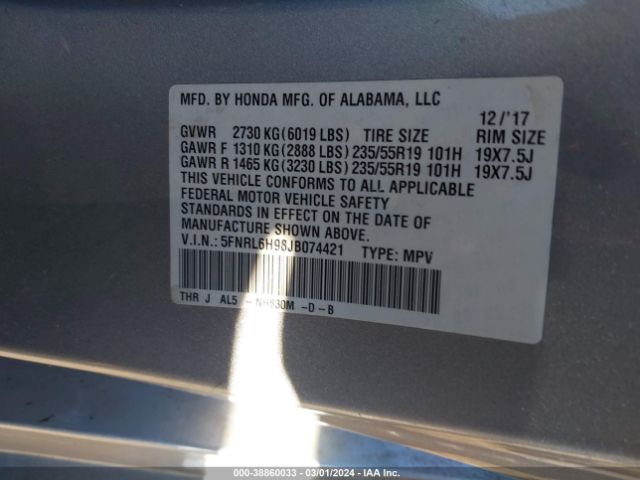 MFD. BY HONDA MFG. OF ALABAMA, LLC
12/'17
GVWR 2730 KG(6019 LBS) TIRE SIZE RIM SIZE
GAWR F 1310 KG(2888 LBS)235/55R19 101H 19X7.5J
GAWR R 1465 KG(3230 LBS)235/55R19 101H 19X7.5J
THIS VEHICLE CONFORMS TO ALL APPLICABLE
FEDERAL MOTOR VEHICLE SAFETY
STANDARDS IN EFFECT ON THE DATE OF
MANUFACTURE SHOWN ABOVE.
V.I.N.: 5FNRL6H98JB074421 TYPE: MPV
THR J AL5 -NH830M -D-B
000-38860033 - 03/01/2024 - IAA Inc.